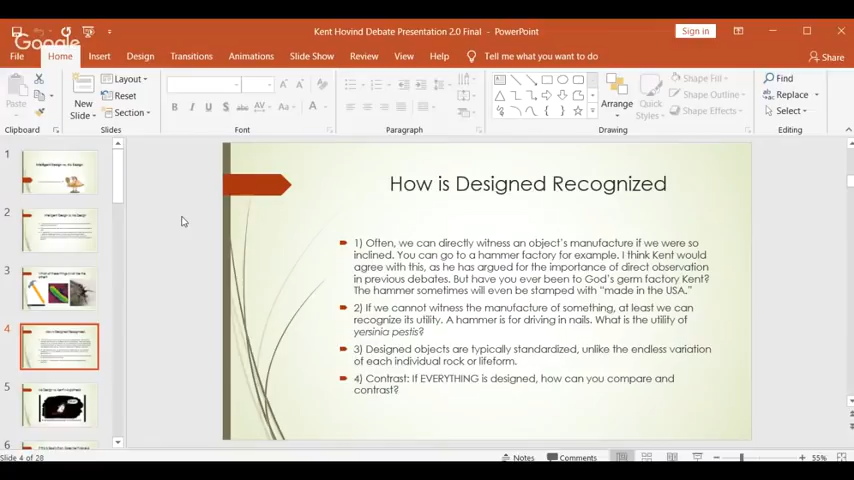 Kent Hovind Debate Presentation 2.0 Final - PowerPoint
Sign in
Google
File Home Insert Design Transitions Animations Slide Show Review View Help Tell me what you want to do Share
Paste
New
Slide
Layout
Reset
Section
Arrange
Quick
Styles
Shape Fill
Shape Outline
Shape Effects
Find
Replace
Select
Clipboard Slides Font Paragraph Drawing Editing
1
2
3
4
5
6
How is Designed Recognized
1) Often, we can directly witness an object's manufacture if we were so
inclined. You can go to a hammer factory for example. I think Kent would
agree with this, as he has argued for the importance of direct observation
in previous debates. But have you ever been to God's germ factory Kent?
The hammer sometimes will even be stamped with "made in the USA."
2) If we cannot witness the manufacture of something, at least we can
recognize its utility. A hammer is for driving in nails. What is the utility of
yersinia pestis?
3) Designed objects are typically standardized, unlike the endless variation
of each individual rock or lifeform.
4) Contrast: If EVERYTHING is designed, how can you compare and
contrast?
Slide 4 of 28
Notes
Comments
55%